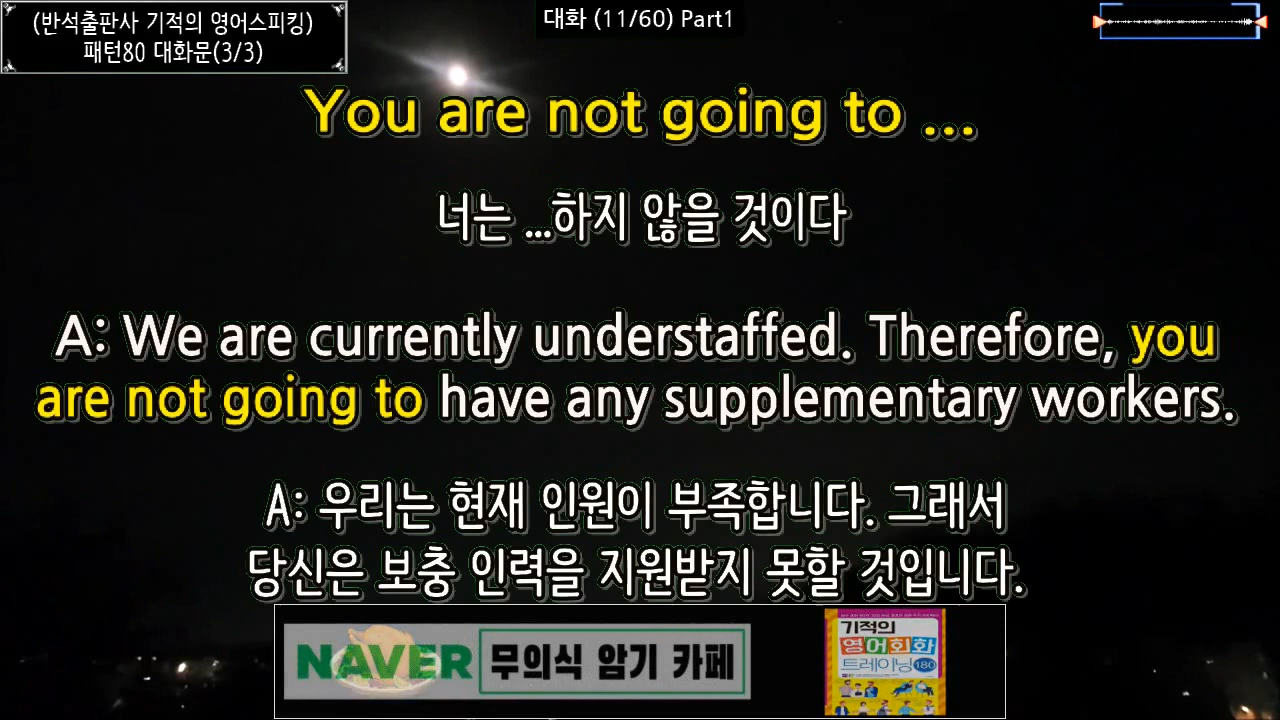 (반석출판사 기적의 영어스피킹)
패턴80 대화문(3/3)
대화 (11/60) Part1
You are not going to ...
너는 ...하지 않을 것이다
A: We are currently understaffed. Therefore, you
are not going to have any supplementary workers.
A: 우리는 현재 인원이 부족합니다. 그래서
당신은 보충 인력을 지원받지 못할 것입니다.
NAVER 무의식 암기 카페
기적의
영어회화
트레이닝 180